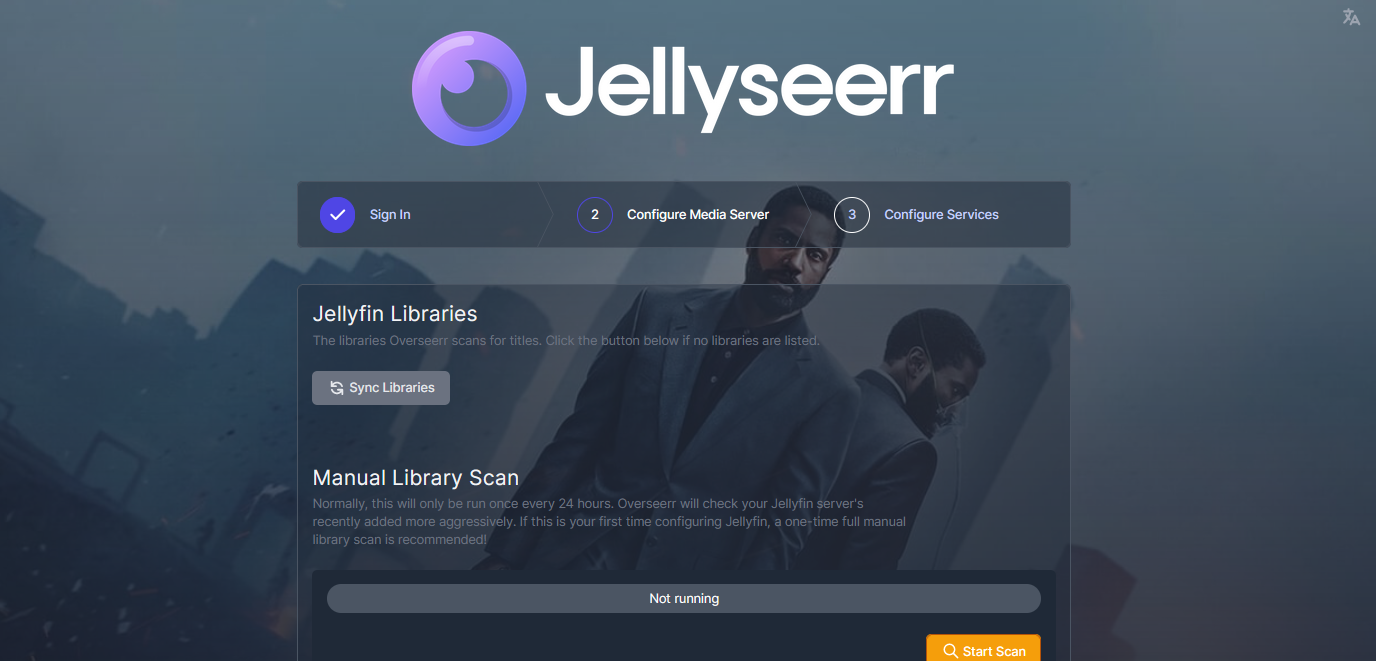 Jellyseerr
Sign In
2
Configure Media Server
3
Configure Services
Jellyfin Libraries
The libraries Overseerr scans for titles. Click the button below if no libraries are listed.
Sync Libraries
Manual Library Scan
Normally, this will only be run once every 24 hours. Overseerr will check your Jellyfin server's
recently added more aggressively. If this is your first time configuring Jellyfin, a one-time full manual
library scan is recommended!
Not running
Start Scan